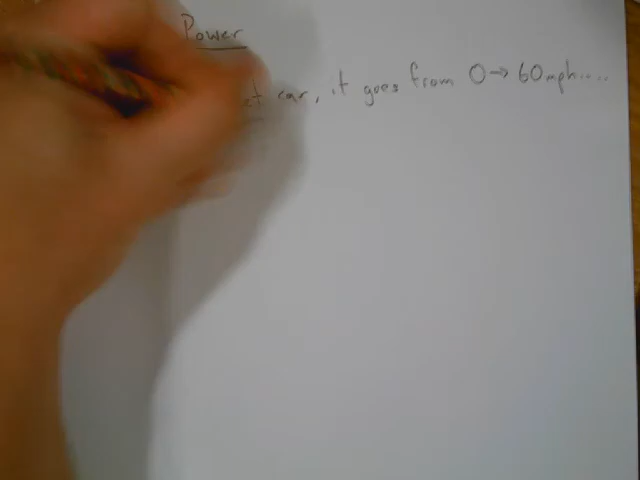 Power
car, it goes from 0→60mph....